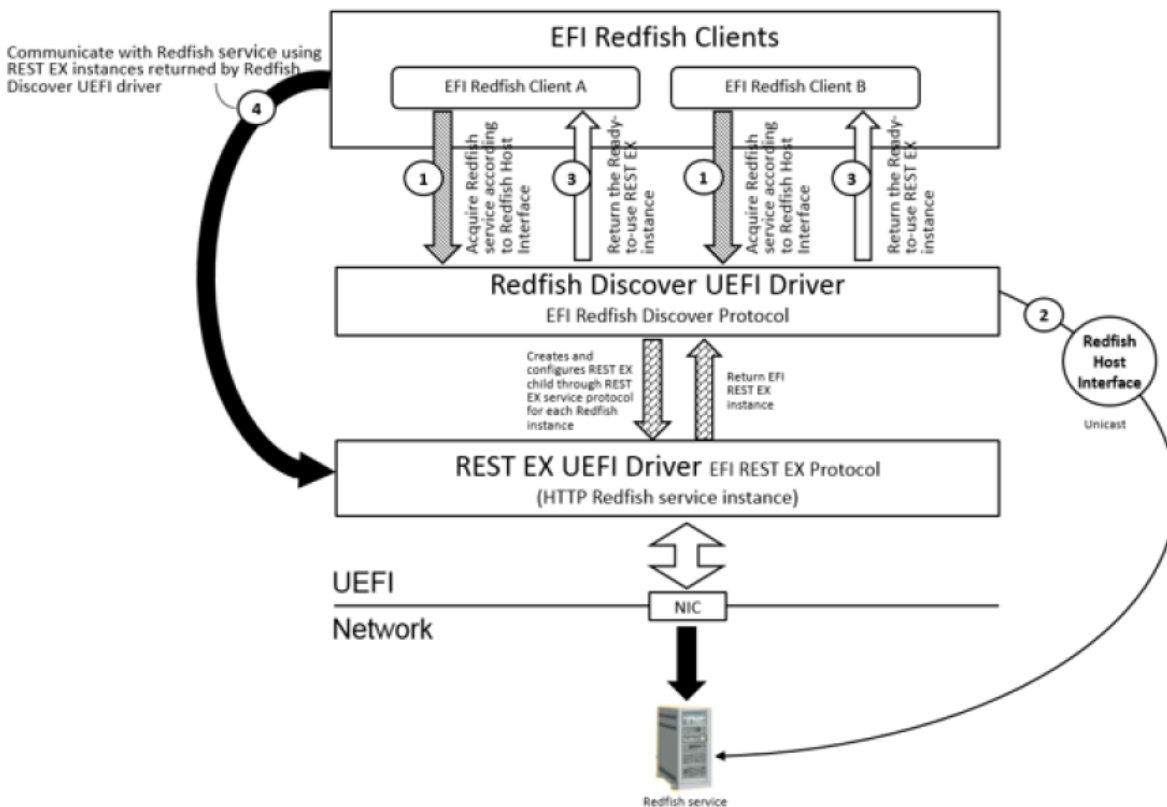 EFI Redfish Clients
Communicate with Redfish service using
REST EX instances returned by Redfish
Discover UEFI driver
4
EFI Redfish Client A
EFI Redfish Client B
1
Acquire Redfish
service according
to Redfish Host
Interface
3
Return the Ready-
to-use REST EX
instance
1
Acquire Redfish
service according
to Redfish Host
Interface
3
Return the Ready-
to-use REST EX
instance
Redfish Discover UEFI Driver
EFI Redfish Discover Protocol
2
Redfish
Host
Interface
Unicast
Creates and
configures REST EX
child through REST
EX service protocol
for each Redfish
instance
Return EFI
REST EX
instance
REST EX UEFI Driver EFI REST EX Protocol
(HTTP Redfish service instance)
UEFI
NIC
Network
Redfish service